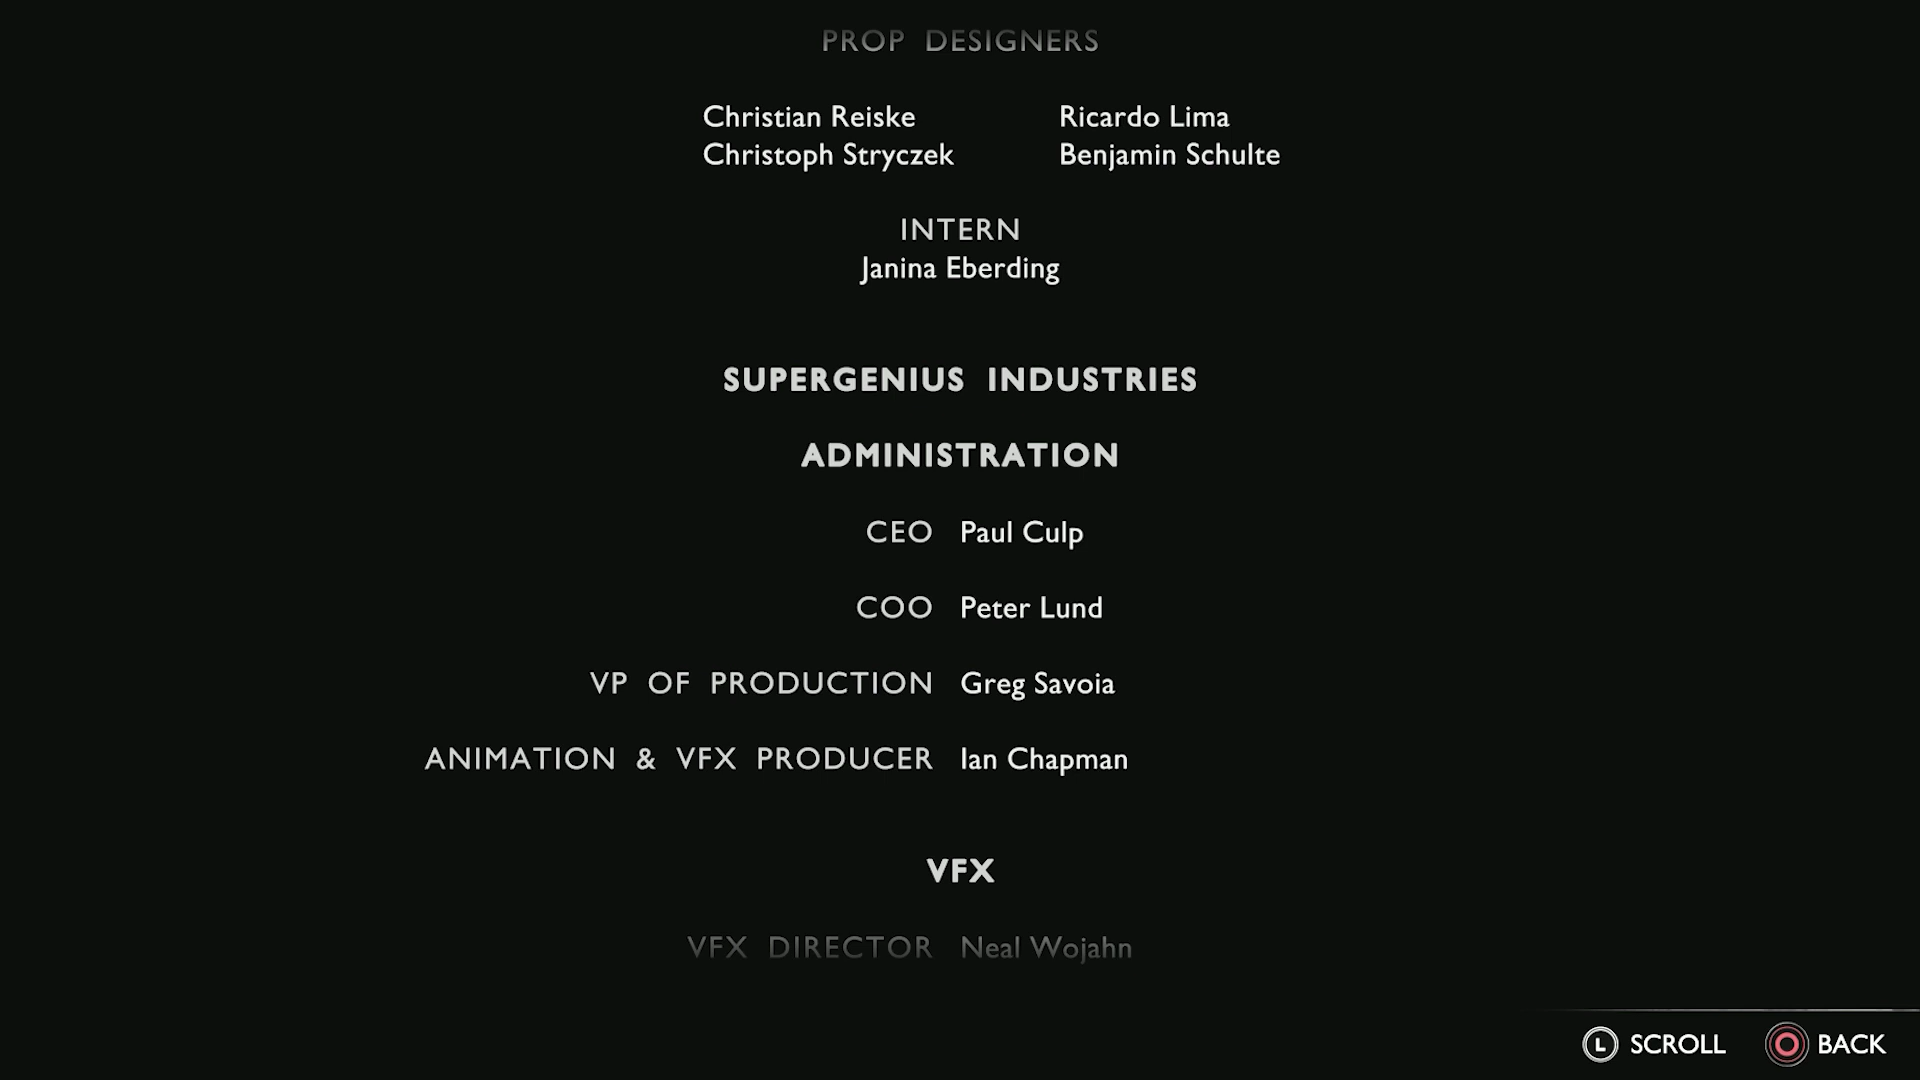 PROP DESIGNERS
Christian Reiske Ricardo Lima
Christoph Stryczek Benjamin Schulte
INTERN
Janina Eberding
SUPERGENIUS INDUSTRIES
ADMINISTRATION
CEO Paul Culp
COO Peter Lund
VP OF PRODUCTION Greg Savoia
ANIMATION & VFX PRODUCER Ian Chapman
VFX
VFX DIRECTOR Neal Wojahn
L SCROLL BACK